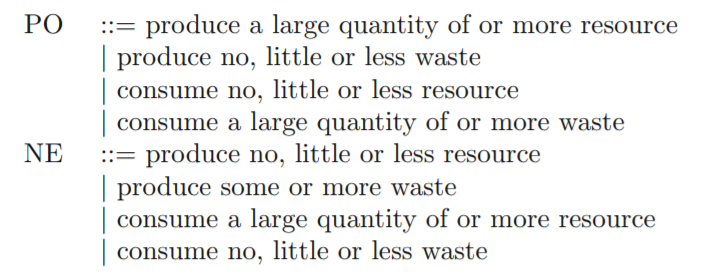 PO ::= produce a large quantity of or more resource
| produce no, little or less waste
| consume no, little or less resource
| consume a large quantity of or more waste
NE ::= produce no, little or less resource
| produce some or more waste
| consume a large quantity of or more resource
| consume no, little or less waste